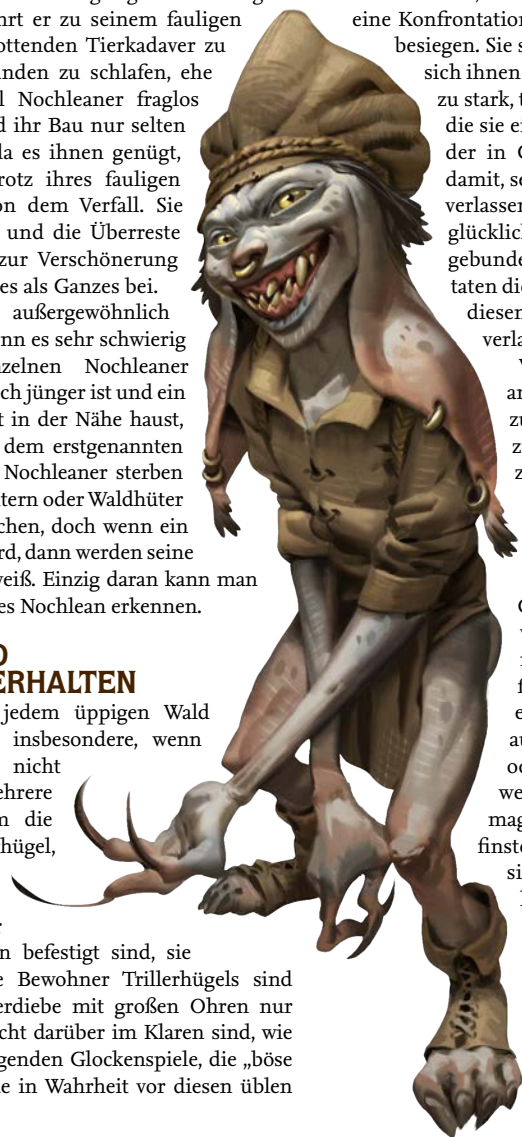 hrt er zu seinem fauligen
ottenden Tierkadaver zu
nden zu schlafen, ehe
l Nochleaner fraglos
d ihr Bau nur selten
la es ihnen genügt,
rotz ihres fauligen
on dem Verfall. Sie
und die Überreste
zur Verschönerung
es als Ganzes bei.
außergewöhnlich
nn es sehr schwierig
zelnen Nochleaner
ch jünger ist und ein
t in der Nähe haust,
dem erstgenannten
Nochleaner sterben
tern oder Waldhüter
chen, doch wenn ein
rd, dann werden seine
weiß. Einzig daran kann man
es Nochlean erkennen.
D
ERHALTEN
jedem üppigen Wald
insbesondere, wenn
nicht
ehrere
n die
hügel,
n befestigt sind, sie
e Bewohner Trillerhügels sind
erdiebe mit großen Ohren nur
cht darüber im Klaren sind, wie
genden Glockenspiele, die „böse
e in Wahrheit vor diesen üblen
eine Konfrontation
besiegen. Sie s
sich ihnen
zu stark, t
die sie e
der in G
damit, se
verlassen
glücklich
gebunde
taten die
diesen
verla
V
an
zu
z
z
G
v
f
e
au
od
we
mag
finste
si